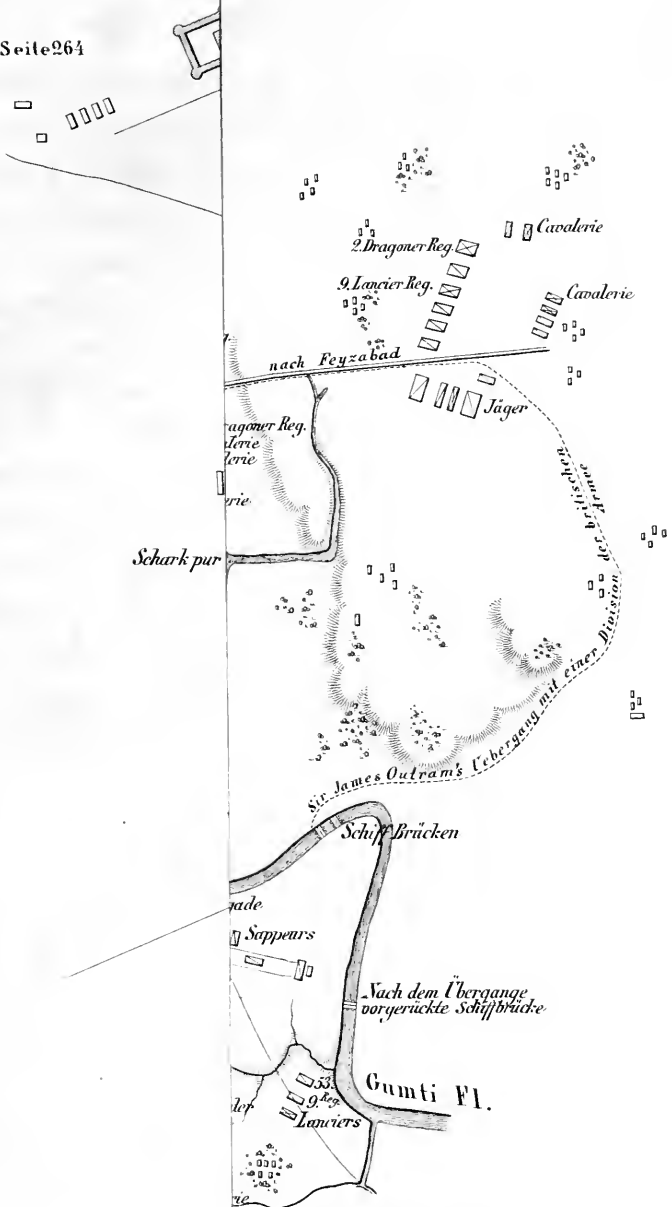 Seite 264
Cavalerie
2. Dragoner Reg.
9. Lancier Reg.
Cavalerie
nach Feyzabad
Jäger
ragoner Reg.
lerie
lerie
erie
der britischen
Armee
Schark pur
Sir James Outram's Uebergang mit einer Division
Schiff Brücken
ade
Sappeurs
Nach dem Übergange
vorgerückte Schiffbrücke
Gumti Fl.
53.
9. Reg.
der
Lanciers
rie